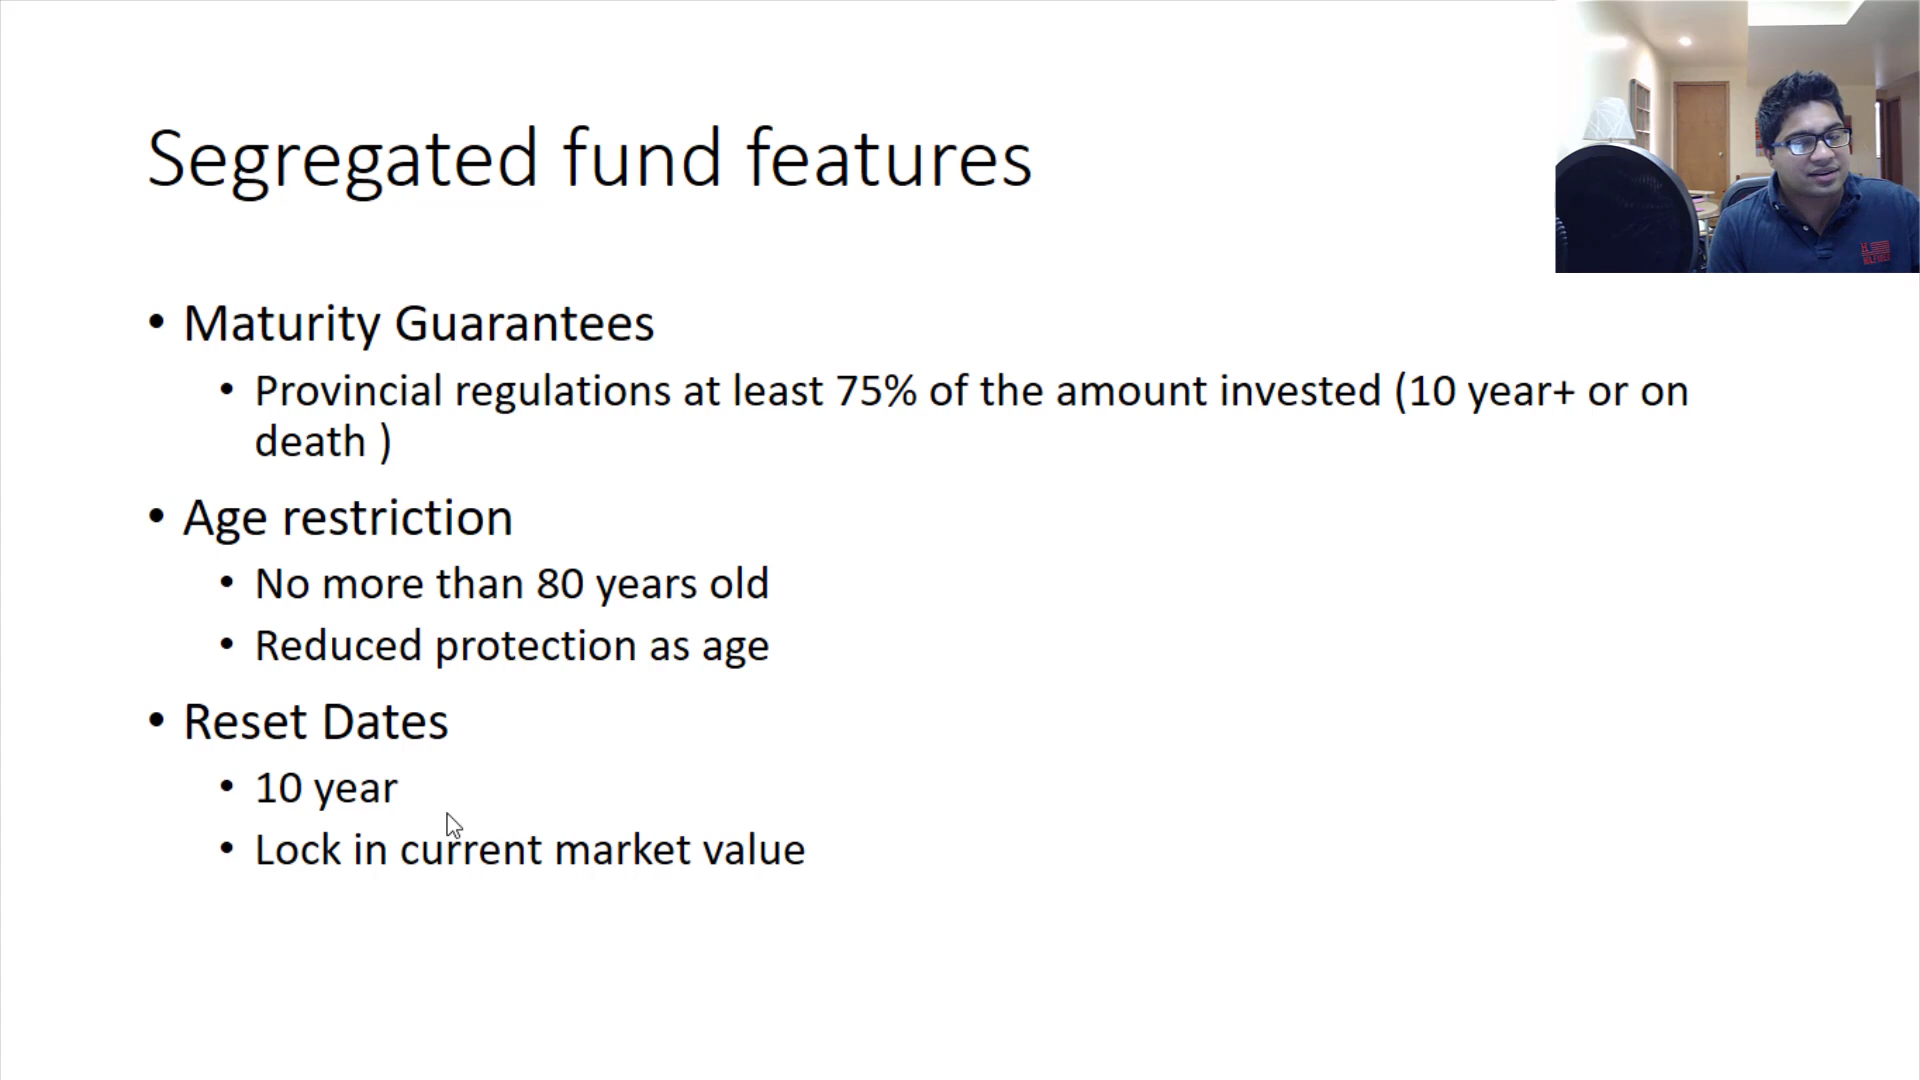 Segregated fund features
• Maturity Guarantees
• Provincial regulations at least 75% of the amount invested (10 year+ or on
death )
• Age restriction
• No more than 80 years old
• Reduced protection as age
• Reset Dates
• 10 year
• Lock in current market value